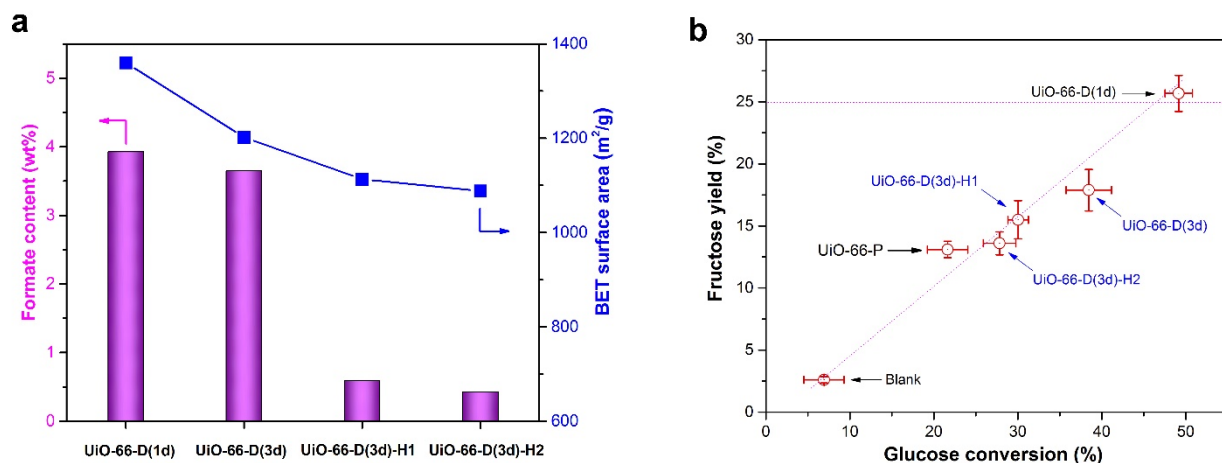 a
Formate content (wt%)
5
4
3
2
1
0
1400
1200
1000
800
600
BET surface area (m²/g)
UiO-66-D(1d)
UiO-66-D(3d)
UiO-66-D(3d)-H1
UiO-66-D(3d)-H2
b
Fructose yield (%)
30
25
20
15
10
5
0
UiO-66-D(1d)
UiO-66-D(3d)-H1
UiO-66-D(3d)
UiO-66-P
UiO-66-D(3d)-H2
Blank
0
10
20
30
40
50
Glucose conversion (%)